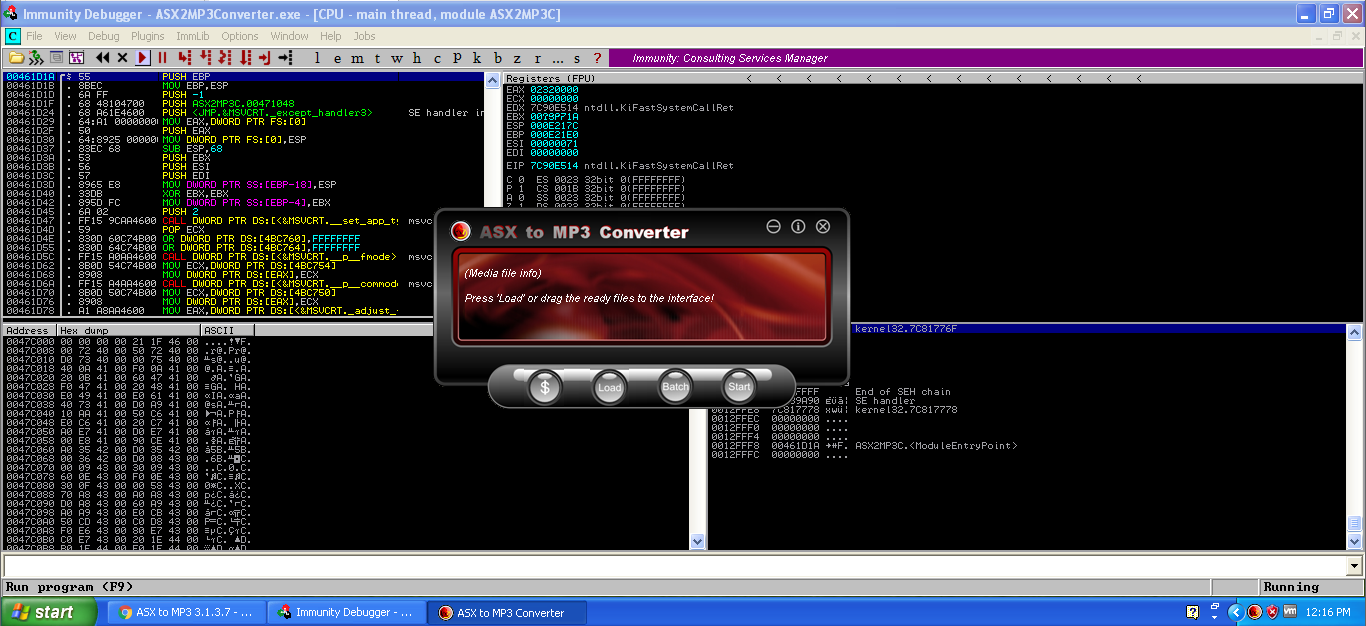 Immunity Debugger - ASX2MP3Converter.exe - [CPU - main thread, module ASX2MP3C]
C File View Debug Plugins ImmLib Options Window Help Jobs
l e m t w h c P k b z r ... s ?
Immunity: Consulting Services Manager
00461D1A $ 55 PUSH EBP
00461D1B . 8BEC MOV EBP,ESP
00461D1D . 6A FF PUSH -1
00461D1F . 68 48104700 PUSH ASX2MP3C.00471048
00461D24 . 68 A61E4600 PUSH <JMP.&MSVCRT._except_handler3> SE handler in
00461D29 . 64:A1 0000000 MOV EAX,DWORD PTR FS:[0]
00461D2F . 50 PUSH EAX
00461D30 . 64:8925 00000 MOV DWORD PTR FS:[0],ESP
00461D37 . 83EC 68 SUB ESP,68
00461D3A . 53 PUSH EBX
00461D3B . 56 PUSH ESI
00461D3C . 57 PUSH EDI
00461D3D . 8965 E8 MOV DWORD PTR SS:[EBP-18],ESP
00461D40 . 33DB XOR EBX,EBX
00461D42 . 895D FC MOV DWORD PTR SS:[EBP-4],EBX
00461D45 . 6A 02 PUSH 2
00461D47 . FF15 9CAA4600 CALL DWORD PTR DS:[<&MSVCRT.__set_app_ty msvc
00461D4D . 59 POP ECX
00461D4E . 830D 60C74B00 OR DWORD PTR DS:[4BC760],FFFFFFFF
00461D55 . 830D 64C74B00 OR DWORD PTR DS:[4BC764],FFFFFFFF
00461D5C . FF15 A0AA4600 CALL DWORD PTR DS:[<&MSVCRT.__p__fmode> msvc
00461D62 . 8B0D 54C74B00 MOV ECX,DWORD PTR DS:[4BC754]
00461D68 . 8908 MOV DWORD PTR DS:[EAX],ECX
00461D6A . FF15 A4AA4600 CALL DWORD PTR DS:[<&MSVCRT.__p__commode msvc
00461D70 . 8B0D 50C74B00 MOV ECX,DWORD PTR DS:[4BC750]
00461D76 . 8908 MOV DWORD PTR DS:[EAX],ECX
00461D78 . A1 A8AA4600 MOV EAX,DWORD PTR DS:[<&MSVCRT._adjust_ msvc
Registers (FPU) < < < < < < < < < < < < < <
EAX 02320000
ECX 00000000
EDX 7C90E514 ntdll.KiFastSystemCallRet
EBX 0079P71A
ESP 000E217C
EBP 000E21E0
ESI 00000071
EDI 00000000
EIP 7C90E514 ntdll.KiFastSystemCallRet
C 0 ES 0023 32bit 0(FFFFFFFF)
P 1 CS 001B 32bit 0(FFFFFFFF)
A 0 SS 0023 32bit 0(FFFFFFFF)
ASX to MP3 Converter
(Media file info)
Press 'Load' or drag the ready files to the interface!
$ Load Batch Start
Address Hex dump ASCII
0047C000 00 00 00 00 21 1F 46 00
0047C008 00 72 40 00 50 72 40 00 .r@.Pr@.
0047C010 D0 73 40 00 00 75 40 00
0047C018 40 0A 41 00 F0 0A 41 00
0047C020 20 0B 41 00 60 47 41 00
0047C028 F0 47 41 00 20 48 41 00
0047C030 E0 49 41 00 E0 61 41 00
0047C038 40 73 41 00 D0 A9 41 00
0047C040 10 AA 41 00 50 C6 41 00
0047C048 E0 C6 41 00 20 C7 41 00
0047C050 A0 E7 41 00 D0 E7 41 00
0047C058 00 E8 41 00 90 CE 41 00
0047C060 A0 35 42 00 D0 35 42 00
0047C068 00 36 42 00 D0 08 43 00
0047C070 00 09 43 00 30 09 43 00
0047C078 60 0E 43 00 F0 0E 43 00
0047C080 30 0F 43 00 00 58 43 00
0047C088 70 A8 43 00 A0 A8 43 00
0047C090 D0 A8 43 00 60 A9 43 00
0047C098 A0 A9 43 00 E0 CB 43 00
0047C0A0 50 CD 43 00 C0 D8 43 00
0047C0A8 F0 E6 43 00 80 E7 43 00
0047C0B0 C0 E7 43 00 20 1E 44 00
kernel32.7C81776F
End of SEH chain
SE handler
0012FFE8 7C817778 kernel32.7C817778
0012FFEC 00000000 ....
0012FFF0 00000000 ....
0012FFF4 00000000 ....
0012FFF8 00461D1A ASX2MP3C.<ModuleEntryPoint>
0012FFFC 00000000 ....
Run program (F9) Running
start ASX to MP3 3.1.3.7 - ... Immunity Debugger - ... ASX to MP3 Converter 12:16 PM